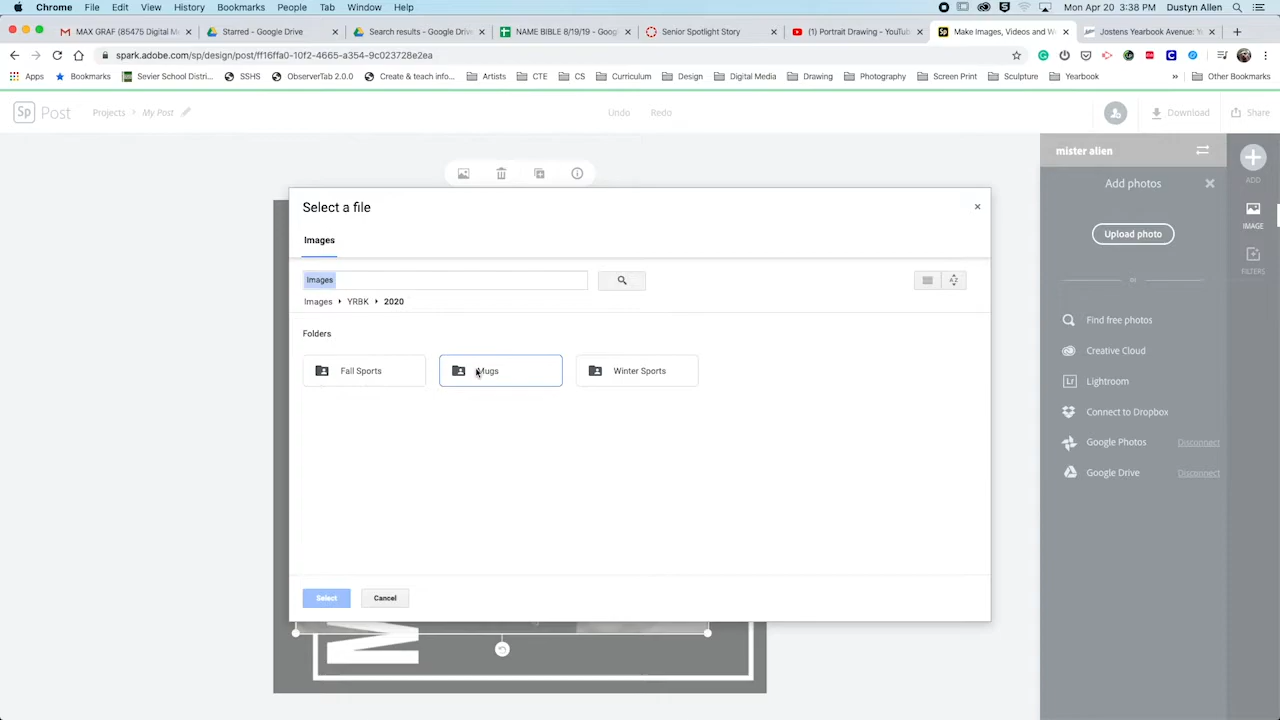 Chrome File Edit View History Bookmarks People Tab Window Help Mon Apr 20 3:38 PM Dustyn Allen
MAX GRAF (85475 Digital M Starred - Google Drive Search results - Google Drive NAME BIBLE 8/19/19 - Google Senior Spotlight Story (1) Portrait Drawing - YouTube Make Images, Videos and W Jostens Yearbook Avenue: Y
spark.adobe.com/sp/design/post/ff16ffa0-10f2-4665-a354-9c023728e2ea
Apps Bookmarks Sevier School Distri... SSHS ObserverTab 2.0.0 Create & teach info... Artists CTE CS Curriculum Design Digital Media Drawing Photography Screen Print Sculpture Yearbook » Other Bookmarks
Sp Post Projects My Post Undo Redo Download Share
mister alien
Add photos
ADD
Upload photo
IMAGE
or
FILTERS
Find free photos
Creative Cloud
Lr Lightroom
Connect to Dropbox
Google Photos Disconnect
Google Drive Disconnect
Select a file
Images
Images
Images YRBK 2020
Folders
Fall Sports Mugs Winter Sports
Select Cancel